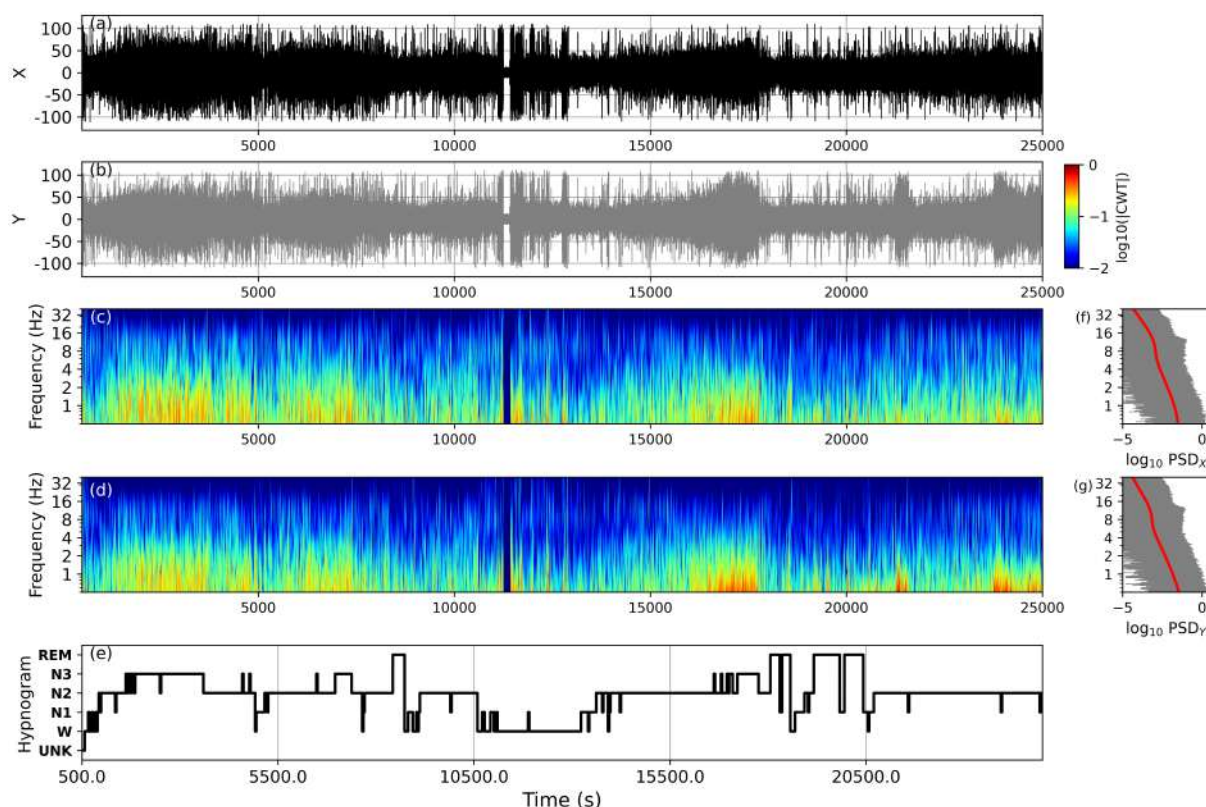 (a)
100
50
0
-50
-100
X
5000 10000 15000 20000 25000
(b)
100
50
0
-50
-100
Y
5000 10000 15000 20000 25000
0
-1
-2
log10(|CWT|)
(c)
32
16
8
4
2
1
Frequency (Hz)
5000 10000 15000 20000 25000
(f)
32
16
8
4
2
1
-5 0
log10 PSDX
(d)
32
16
8
4
2
1
Frequency (Hz)
5000 10000 15000 20000 25000
(g)
32
16
8
4
2
1
-5 0
log10 PSDY
(e)
REM
N3
N2
N1
W
UNK
Hypnogram
500.0 5500.0 10500.0 15500.0 20500.0
Time (s)